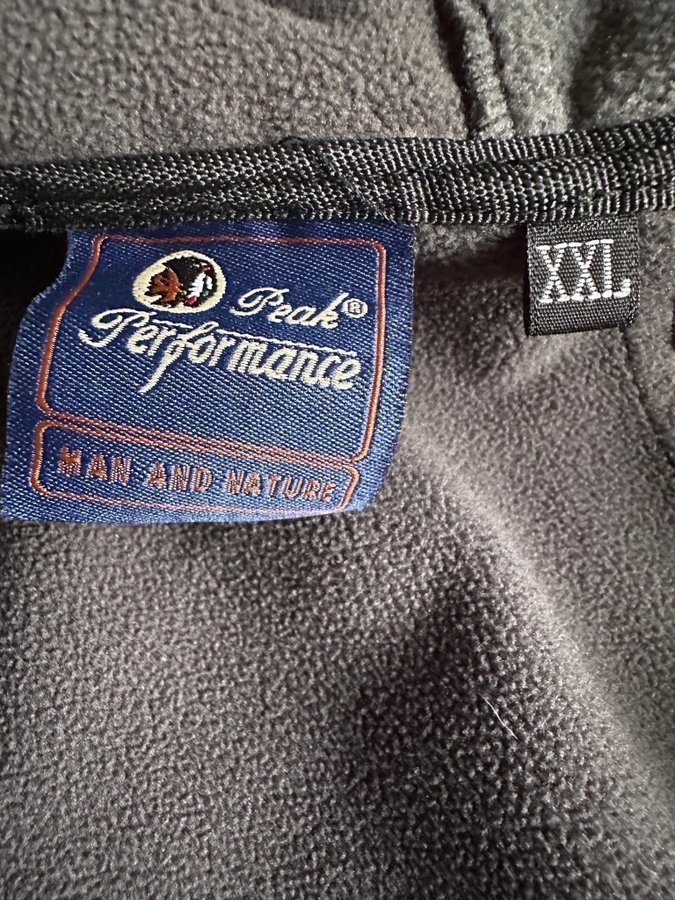 Peak®
Performance
MAN AND NATURE
XXL